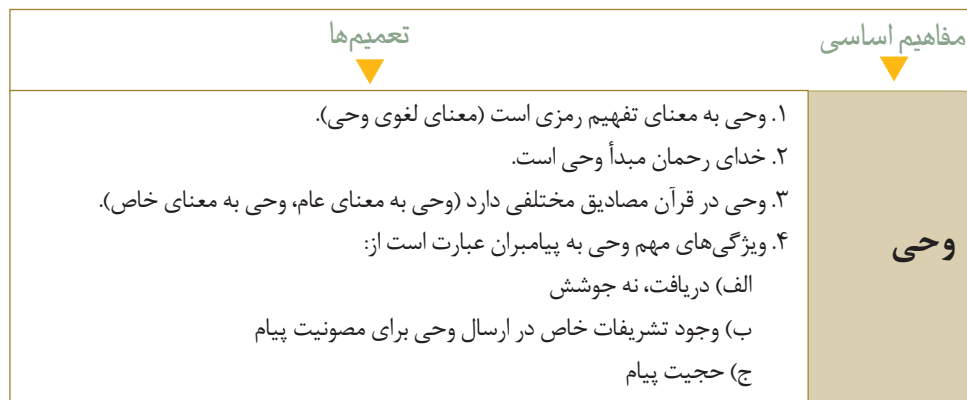 مفاهیم اساسی
تعمیم‌ها
وحی
۱. وحی به معنای تفهیم رمزی است (معنای لغوی وحی).
۲. خدای رحمان مبدأ وحی است.
۳. وحی در قرآن مصادیق مختلفی دارد (وحی به معنای عام، وحی به معنای خاص).
۴. ویژگی‌های مهم وحی به پیامبران عبارت است از:
الف) دریافت، نه جوشش
ب) وجود تشریفات خاص در ارسال وحی برای مصونیت پیام
ج) حجیت پیام